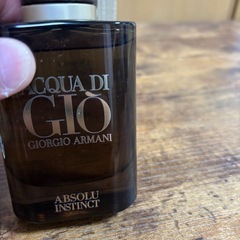 ACQUA DI
GIÒ
GIORGIO ARMANI
ABSOLU
INSTINCT